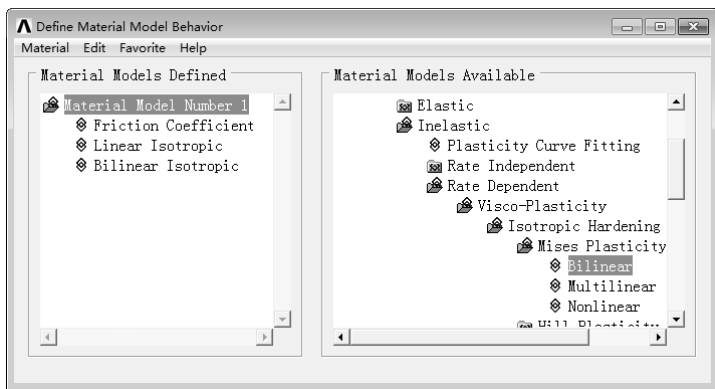 Define Material Model Behavior
Material Edit Favorite Help
Material Models Defined
Material Model Number 1
Friction Coefficient
Linear Isotropic
Bilinear Isotropic
Material Models Available
Elastic
Inelastic
Plasticity Curve Fitting
Rate Independent
Rate Dependent
Visco-Plasticity
Isotropic Hardening
Mises Plasticity
Bilinear
Multilinear
Nonlinear
Hill Plasticity